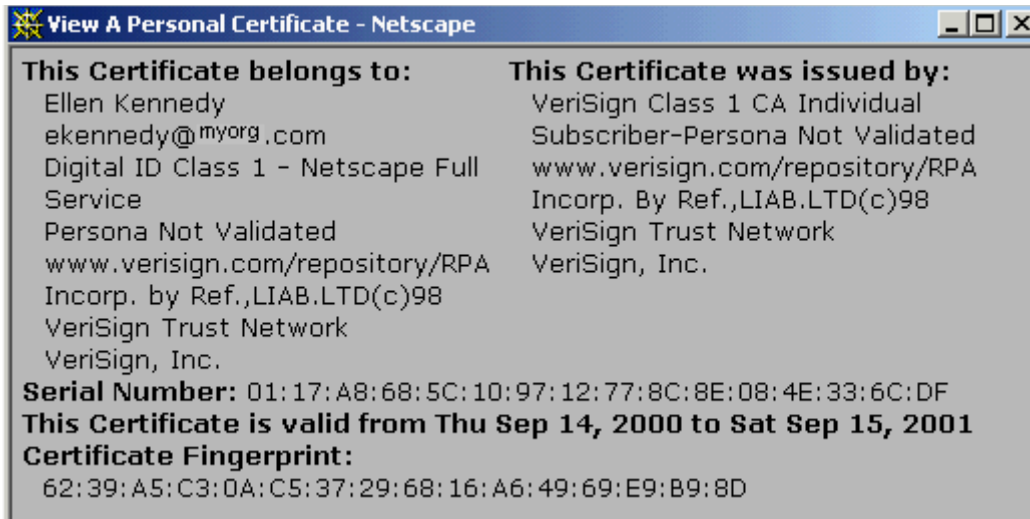 View A Personal Certificate - Netscape
This Certificate belongs to:
Ellen Kennedy
ekennedy@myorg.com
Digital ID Class 1 - Netscape Full
Service
Persona Not Validated
www.verisign.com/repository/RPA
Incorp. by Ref.,LIAB.LTD(c)98
VeriSign Trust Network
VeriSign, Inc.
This Certificate was issued by:
VeriSign Class 1 CA Individual
Subscriber-Persona Not Validated
www.verisign.com/repository/RPA
Incorp. By Ref.,LIAB.LTD(c)98
VeriSign Trust Network
VeriSign, Inc.
Serial Number: 01:17:A8:68:5C:10:97:12:77:8C:8E:08:4E:33:6C:DF
This Certificate is valid from Thu Sep 14, 2000 to Sat Sep 15, 2001
Certificate Fingerprint:
62:39:A5:C3:0A:C5:37:29:68:16:A6:49:69:E9:B9:8D